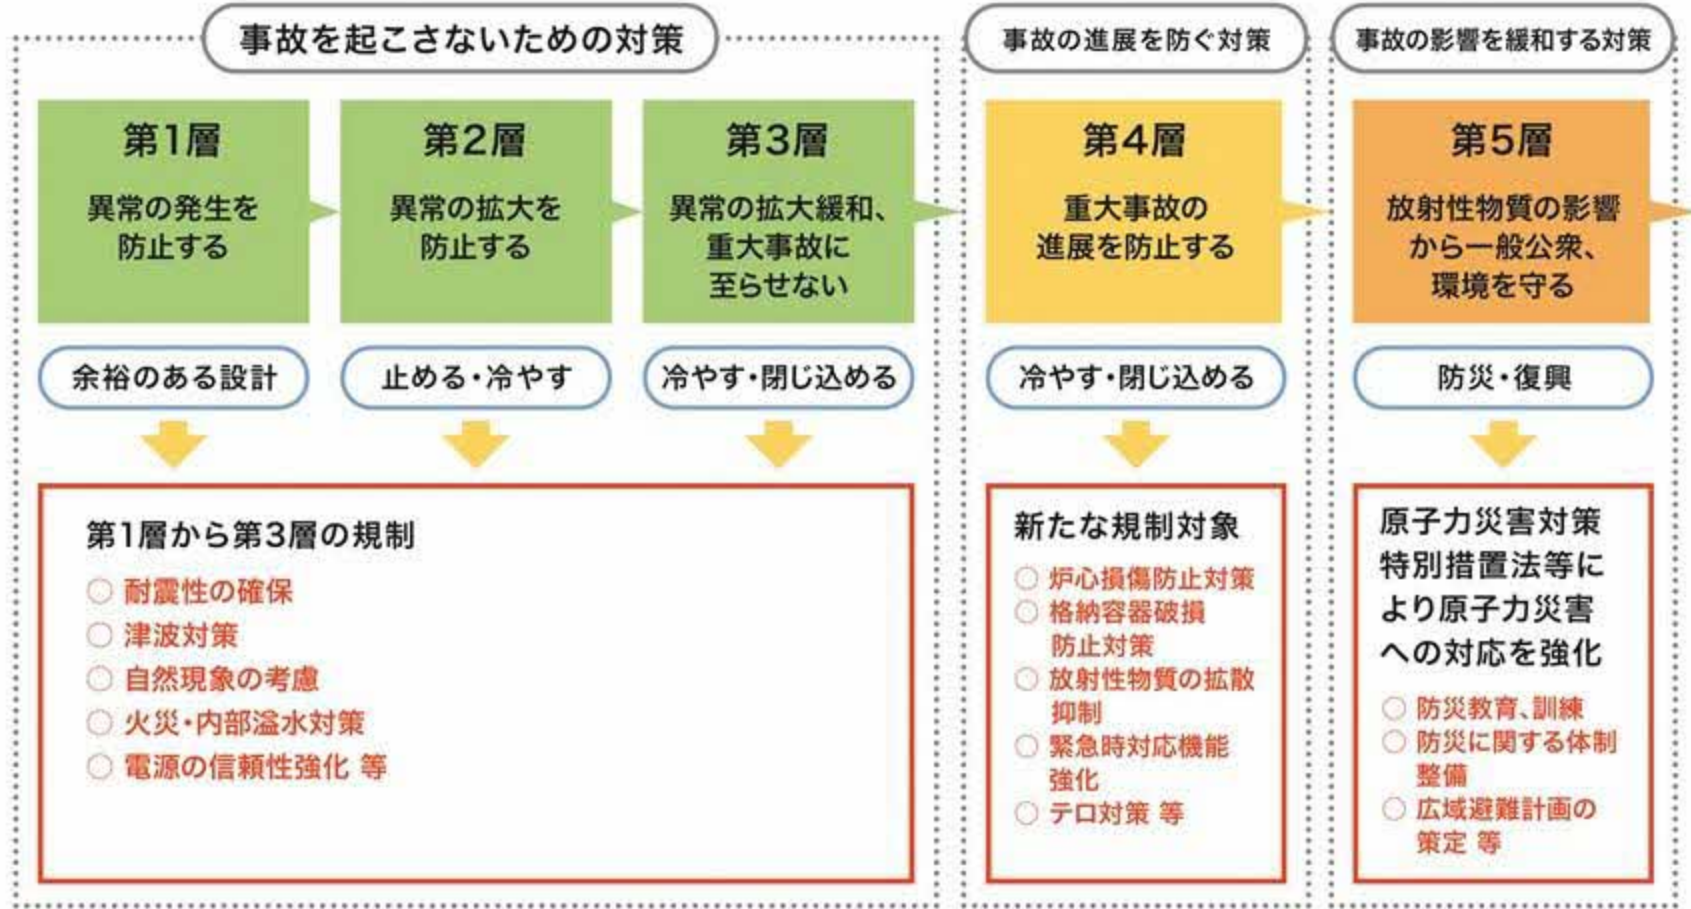 事故を起こさないための対策
事故の進展を防ぐ対策
事故の影響を緩和する対策
第1層
異常の発生を
防止する
第2層
異常の拡大を
防止する
第3層
異常の拡大緩和、
重大事故に
至らせない
第4層
重大事故の
進展を防止する
第5層
放射性物質の影響
から一般公衆、
環境を守る
余裕のある設計
止める・冷やす
冷やす・閉じ込める
冷やす・閉じ込める
防災・復興
第1層から第3層の規制
○ 耐震性の確保
○ 津波対策
○ 自然現象の考慮
○ 火災・内部溢水対策
○ 電源の信頼性強化 等
新たな規制対象
○ 炉心損傷防止対策
○ 格納容器破損
防止対策
○ 放射性物質の拡散
抑制
○ 緊急時対応機能
強化
○ テロ対策 等
原子力災害対策
特別措置法等に
より原子力災害
への対応を強化
○ 防災教育、訓練
○ 防災に関する体制
整備
○ 広域避難計画の
策定 等